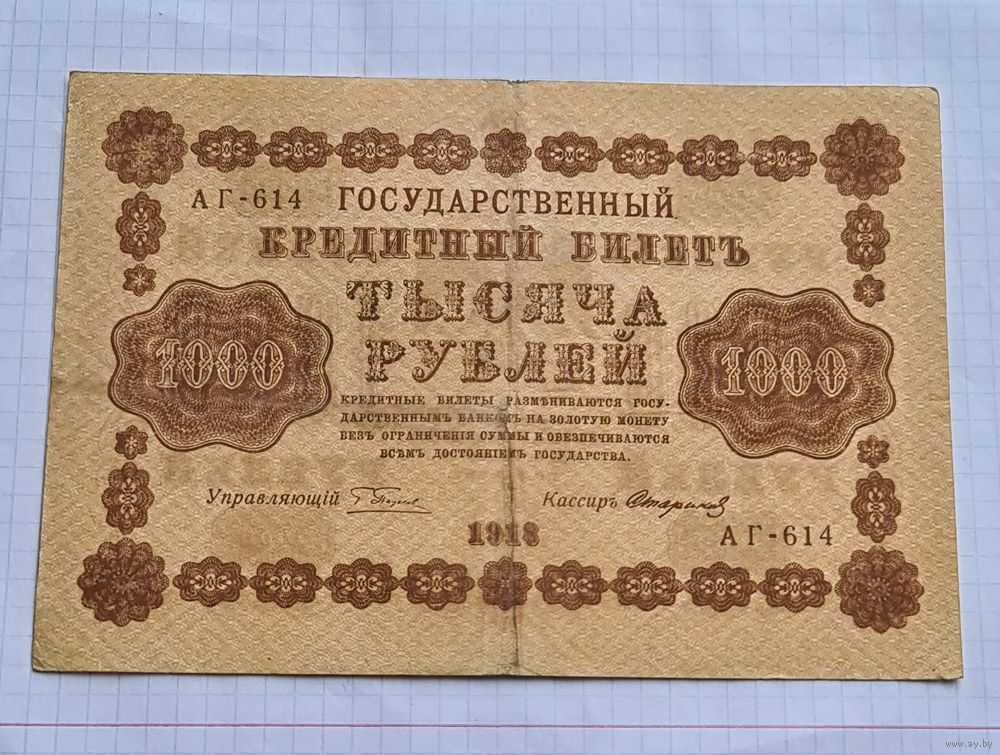 АГ-614 ГОСУДАРСТВЕННЫЙ
КРЕДИТНЫЙ БИЛЕТЪ
ТЫСЯЧА
РУБЛЕЙ
1000
1000
КРЕДИТНЫЕ БИЛЕТЫ РАЗМѢНИВАЮТСЯ ГОСУ-
ДАРСТВЕННЫМЪ БАНКОМЪ НА ЗОЛОТУЮ МОНЕТУ
БЕЗЪ ОГРАНИЧЕНІЯ СУММЫ И ОБЕЗПЕЧИВАЮТСЯ
ВСѢМЪ ДОСТОЯНІЕМЪ ГОСУДАРСТВА.
Управляющій Кассиръ Стариков
1918
АГ-614
www.ay.by